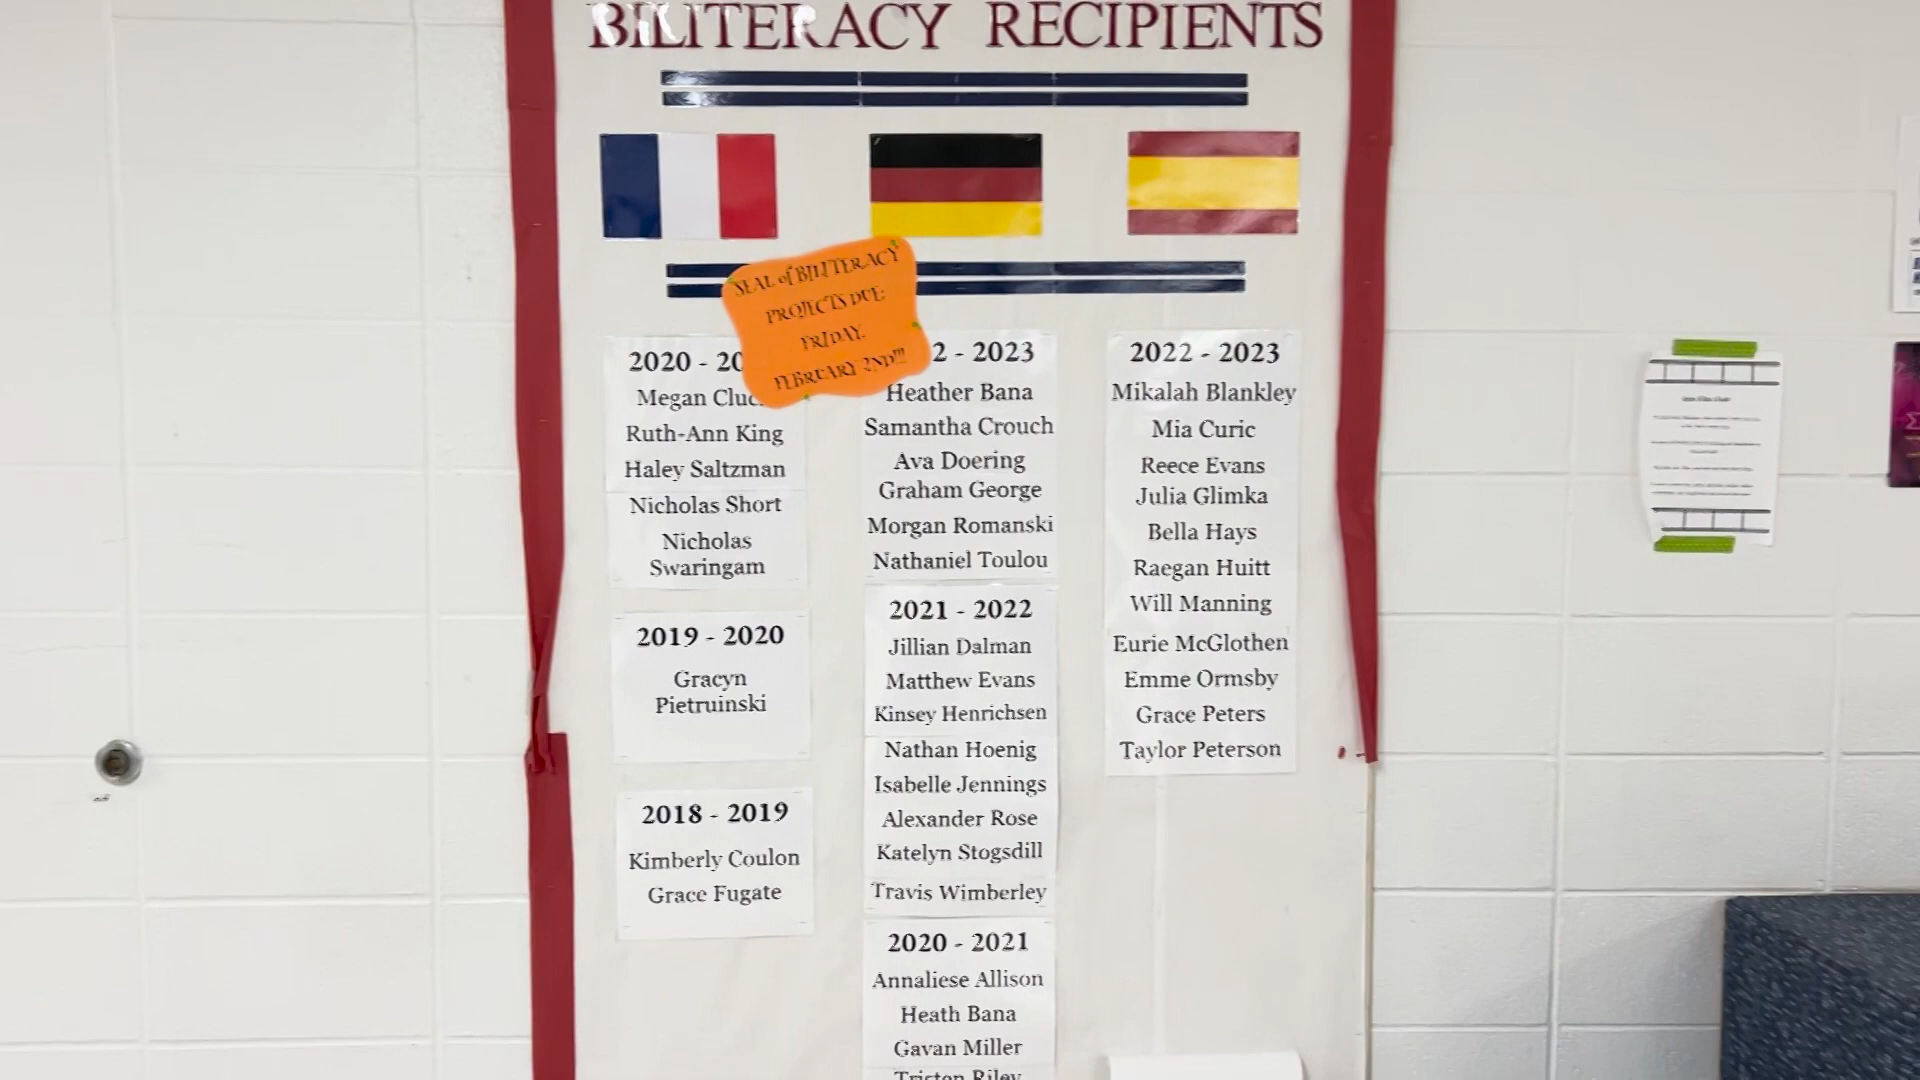 BILITERACY RECIPIENTS
SEAL of BILITERACY
PROJECTS DUE:
FRIDAY,
FEBRUARY 2ND!!!
2020 - 20
Megan Cluc
Ruth-Ann King
Haley Saltzman
Nicholas Short
Nicholas
Swaringam
2019 - 2020
Gracyn
Pietruinski
2018 - 2019
Kimberly Coulon
Grace Fugate
2 - 2023
Heather Bana
Samantha Crouch
Ava Doering
Graham George
Morgan Romanski
Nathaniel Toulou
2021 - 2022
Jillian Dalman
Matthew Evans
Kinsey Henrichsen
Nathan Hoenig
Isabelle Jennings
Alexander Rose
Katelyn Stogsdill
Travis Wimberley
2020 - 2021
Annaliese Allison
Heath Bana
Gavan Miller
Triston Riley
2022 - 2023
Mikalah Blankley
Mia Curic
Reece Evans
Julia Glimka
Bella Hays
Raegan Huitt
Will Manning
Eurie McGlothen
Emme Ormsby
Grace Peters
Taylor Peterson